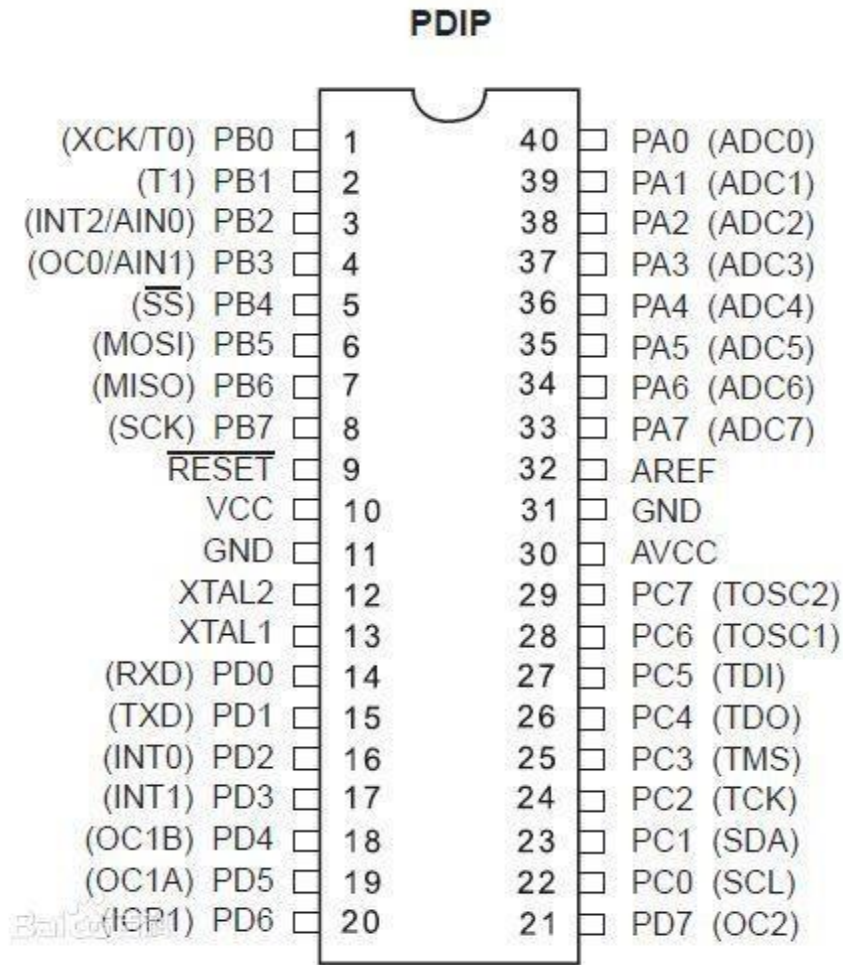 PDIP
(XCK/T0) PB0 1 40 PA0 (ADC0)
(T1) PB1 2 39 PA1 (ADC1)
(INT2/AIN0) PB2 3 38 PA2 (ADC2)
(OC0/AIN1) PB3 4 37 PA3 (ADC3)
(SS) PB4 5 36 PA4 (ADC4)
(MOSI) PB5 6 35 PA5 (ADC5)
(MISO) PB6 7 34 PA6 (ADC6)
(SCK) PB7 8 33 PA7 (ADC7)
RESET 9 32 AREF
VCC 10 31 GND
GND 11 30 AVCC
XTAL2 12 29 PC7 (TOSC2)
XTAL1 13 28 PC6 (TOSC1)
(RXD) PD0 14 27 PC5 (TDI)
(TXD) PD1 15 26 PC4 (TDO)
(INT0) PD2 16 25 PC3 (TMS)
(INT1) PD3 17 24 PC2 (TCK)
(OC1B) PD4 18 23 PC1 (SDA)
(OC1A) PD5 19 22 PC0 (SCL)
(ICP1) PD6 20 21 PD7 (OC2)